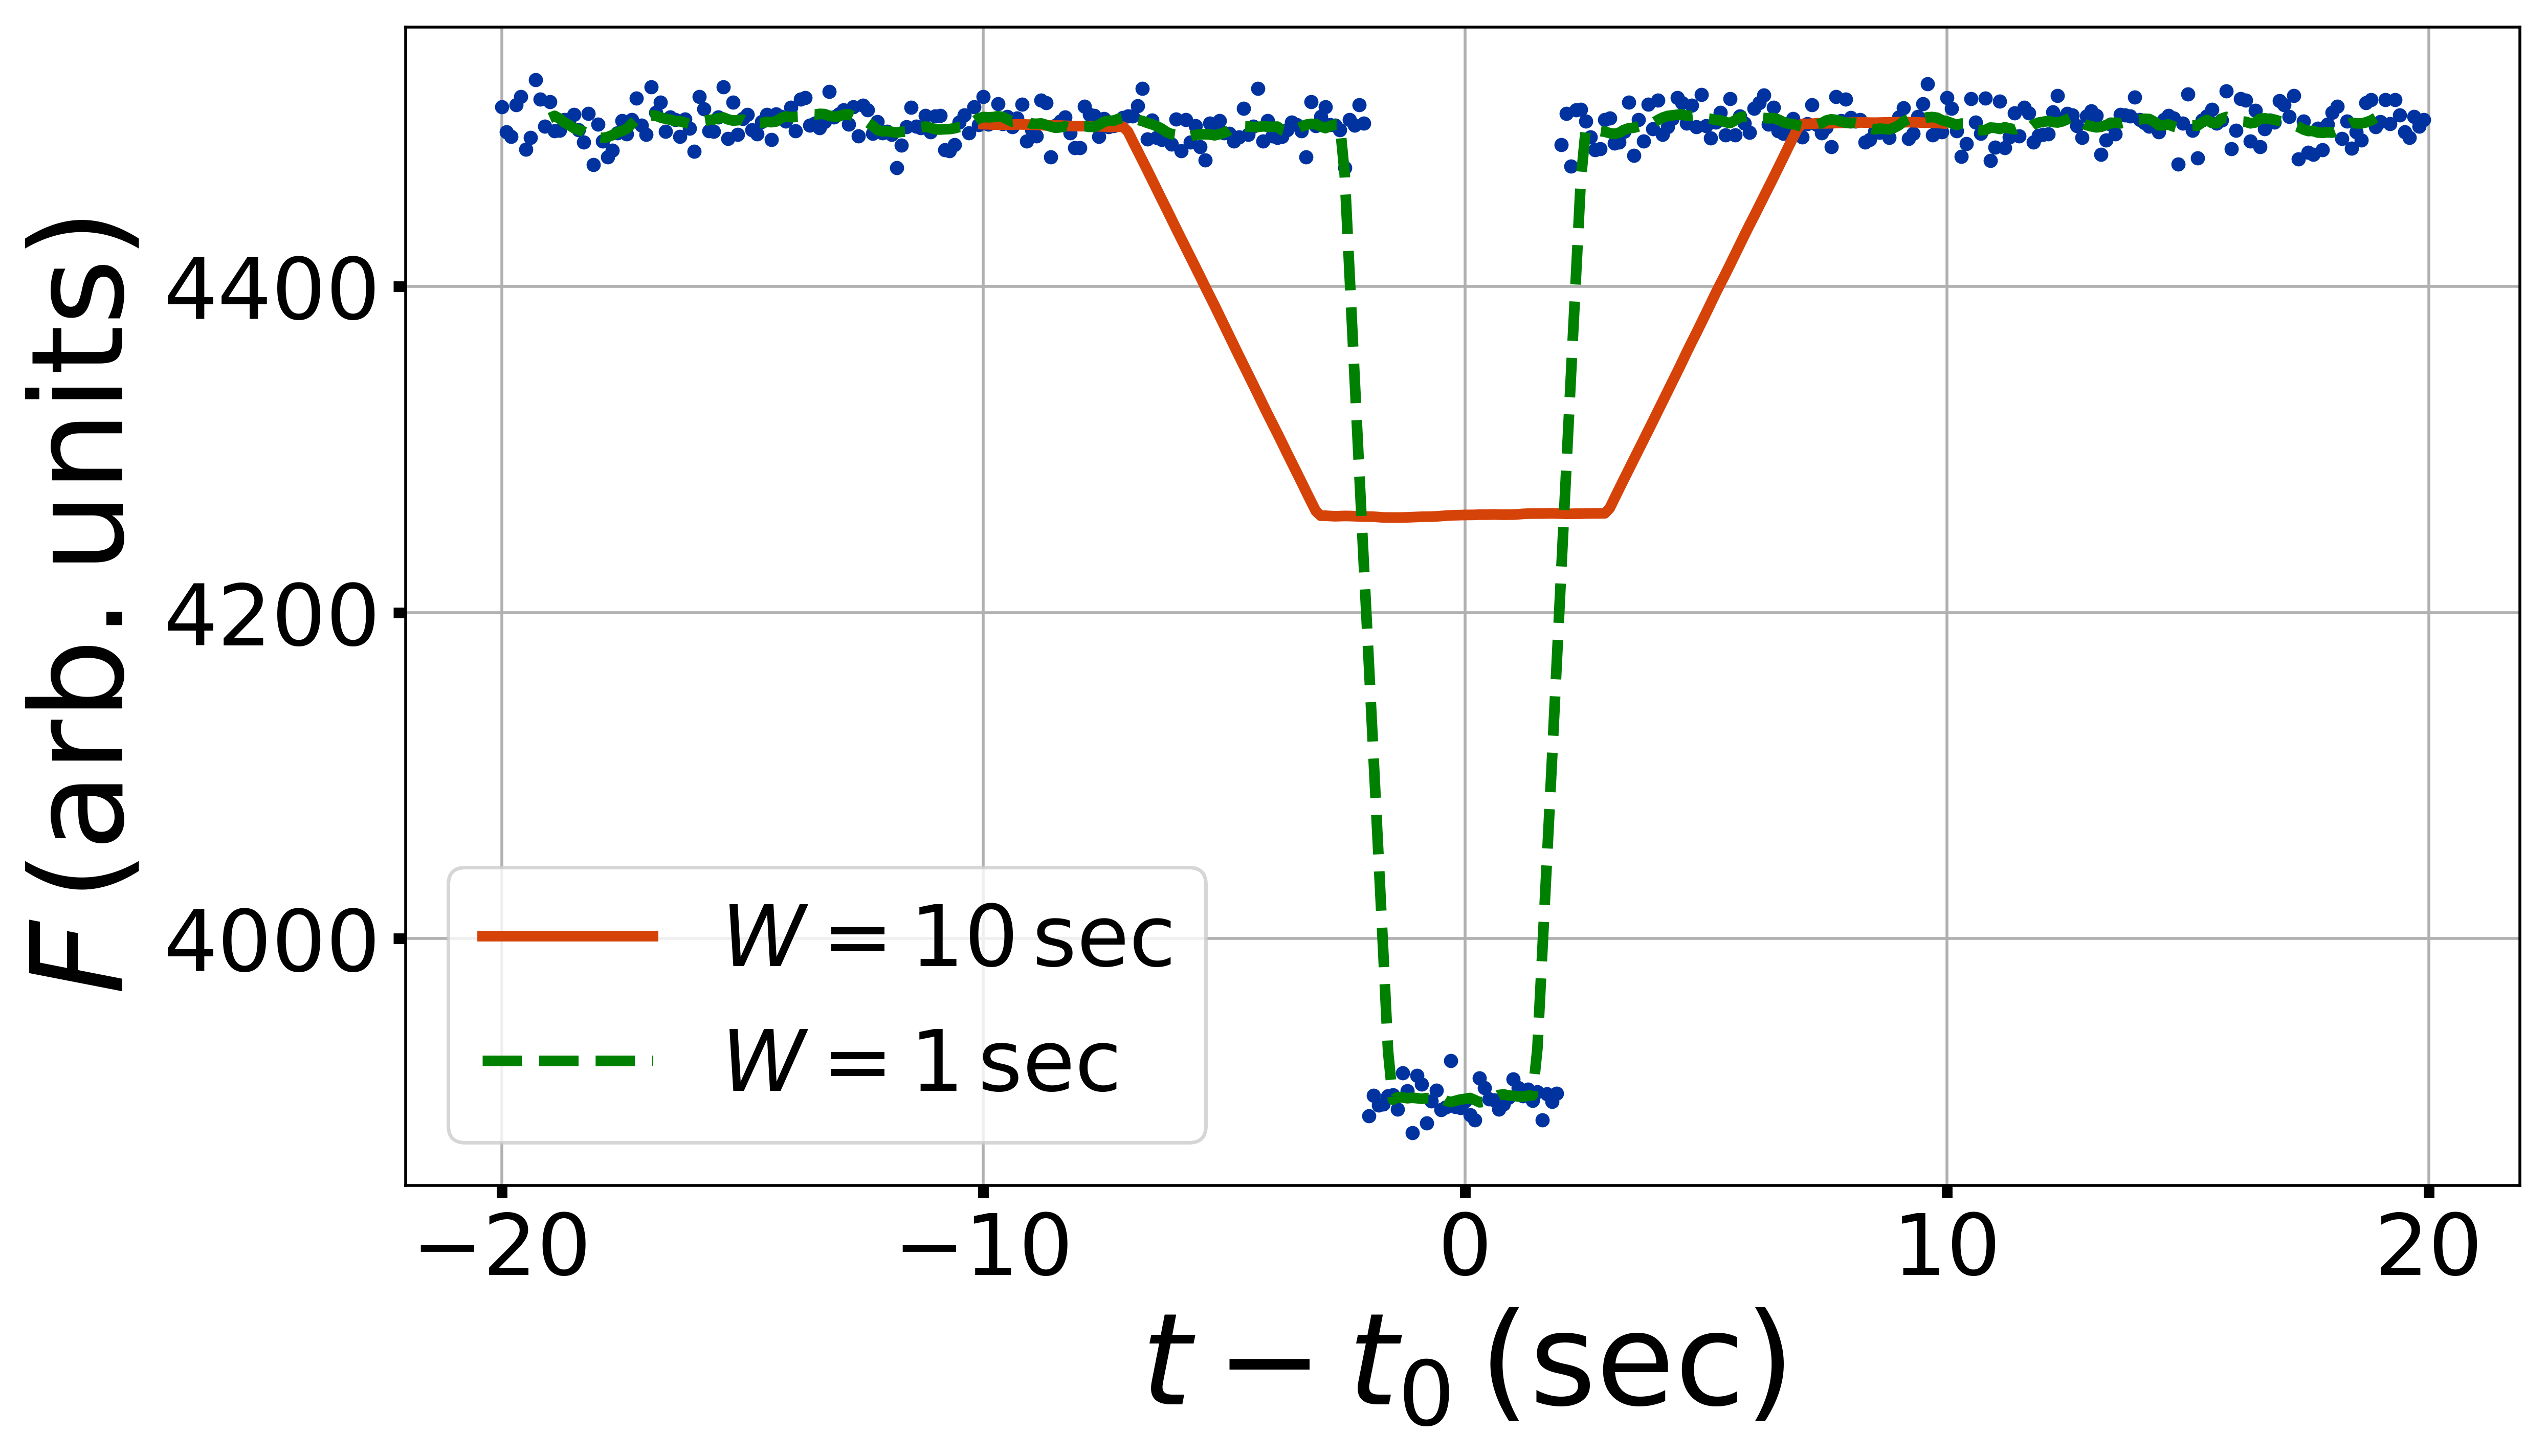 F (arb. units)
4400
4200
4000
W = 10 sec
W = 1 sec
−20 −10 0 10 20
t − t₀ (sec)